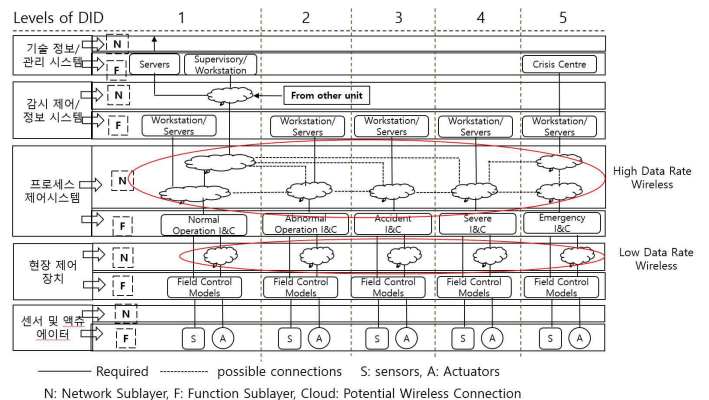 Levels of DID 1 2 3 4 5
기술 정보/
관리 시스템
N
F
Servers
Supervisory/
Workstation
Crisis Centre
감시 제어/
정보 시스템
N
F
From other unit
Workstation/
Servers
Workstation/
Servers
Workstation/
Servers
Workstation/
Servers
Workstation/
Servers
프로세스
제어시스템
N
F
High Data Rate
Wireless
Normal
Operation I&C
Abnormal
Operation I&C
Accident
I&C
Severe
I&C
Emergency
I&C
현장 제어
장치
N
F
Low Data Rate
Wireless
Field Control
Models
Field Control
Models
Field Control
Models
Field Control
Models
Field Control
Models
센서 및 액츄
에이터
N
F
S A S A S A S A S A
Required possible connections S: sensors, A: Actuators
N: Network Sublayer, F: Function Sublayer, Cloud: Potential Wireless Connection